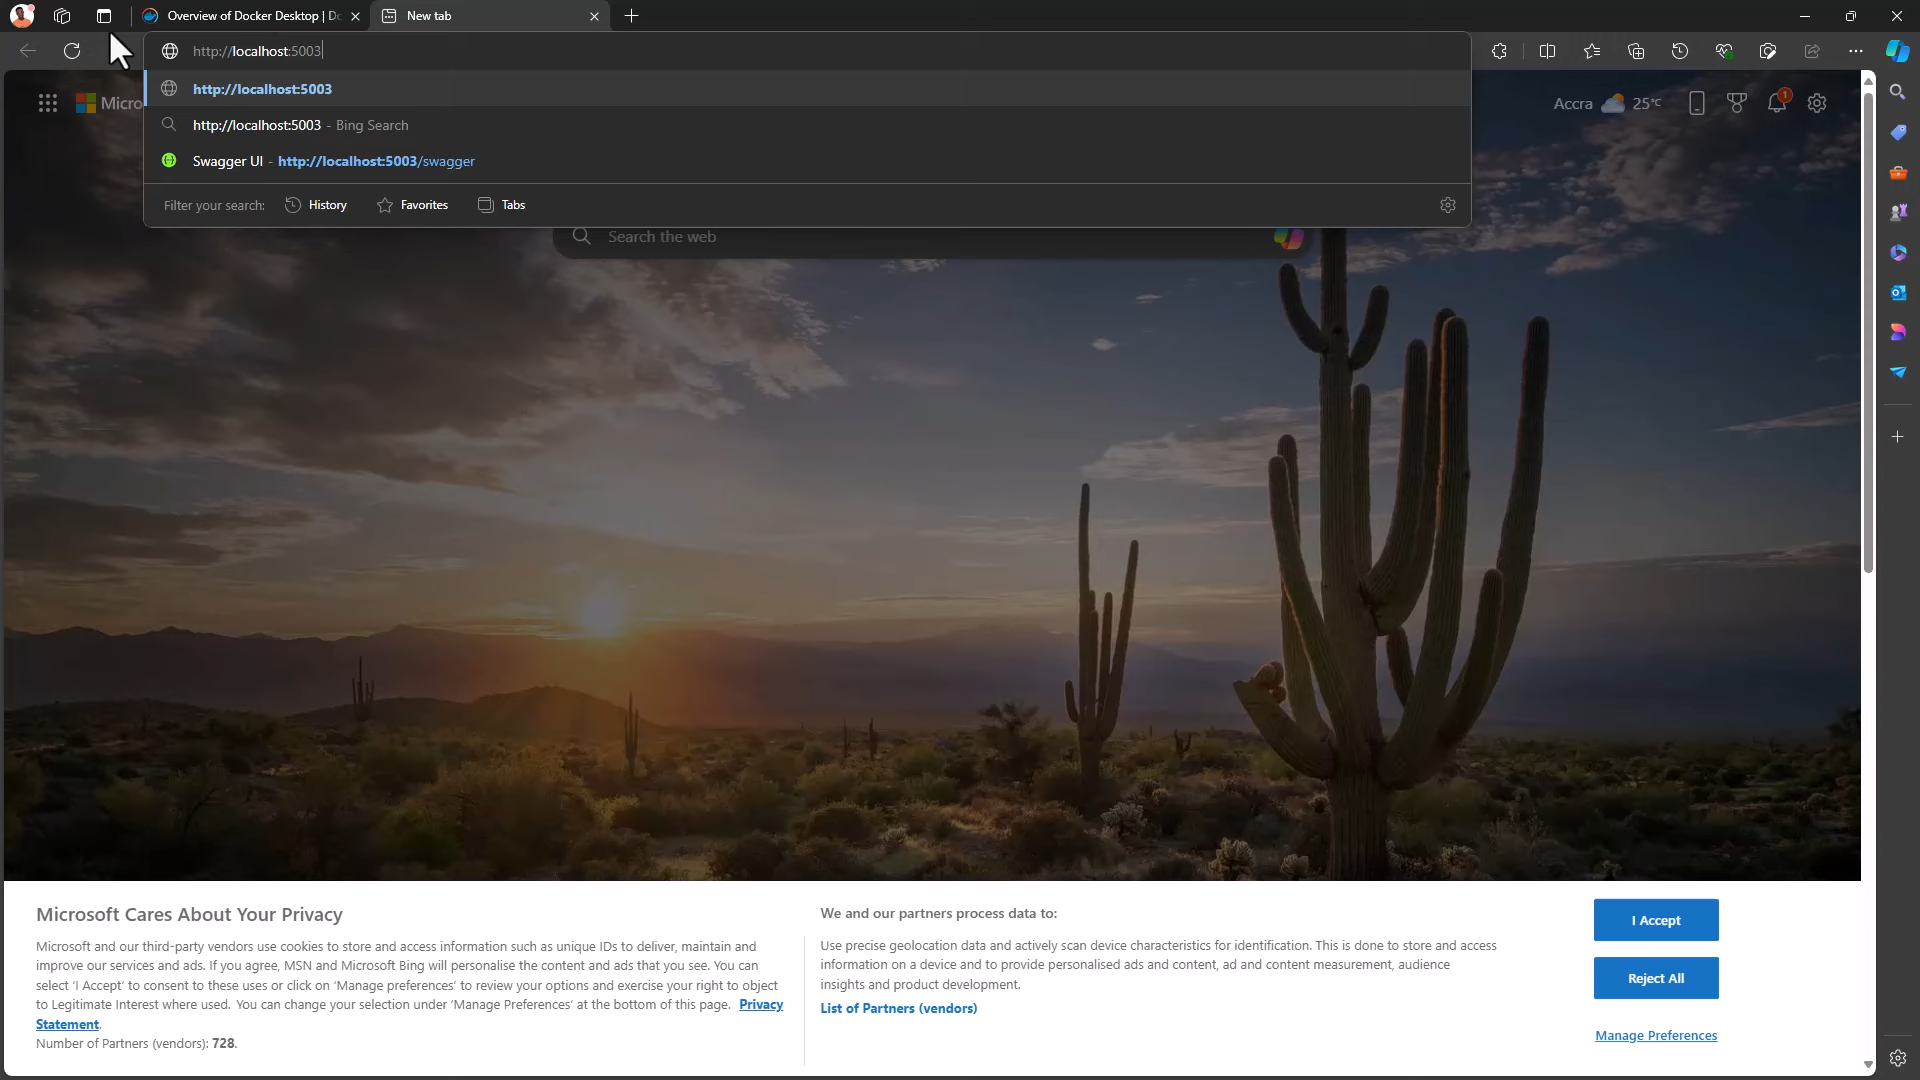 Overview of Docker Desktop | Dc
New tab
http://localhost:5003
http://localhost:5003
http://localhost:5003 - Bing Search
Swagger UI - http://localhost:5003/swagger
Filter your search:
History
Favorites
Tabs
Micro
Accra
25°C
1
Search the web
Microsoft Cares About Your Privacy
Microsoft and our third-party vendors use cookies to store and access information such as unique IDs to deliver, maintain and
improve our services and ads. If you agree, MSN and Microsoft Bing will personalise the content and ads that you see. You can
select 'I Accept' to consent to these uses or click on 'Manage preferences' to review your options and exercise your right to object
to Legitimate Interest where used. You can change your selection under 'Manage Preferences' at the bottom of this page. Privacy
Statement.
Number of Partners (vendors): 728.
We and our partners process data to:
Use precise geolocation data and actively scan device characteristics for identification. This is done to store and access
information on a device and to provide personalised ads and content, ad and content measurement, audience
insights and product development.
List of Partners (vendors)
I Accept
Reject All
Manage Preferences